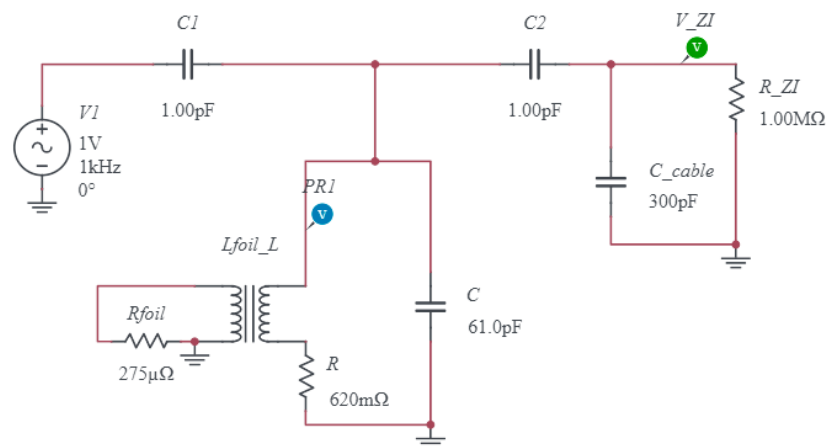 C1
1.00pF
C2
1.00pF
V_ZI
V
R_ZI
1.00MΩ
V1
1V
1kHz
0°
C_cable
300pF
PR1
V
Lfoil_L
Rfoil
275µΩ
R
620mΩ
C
61.0pF